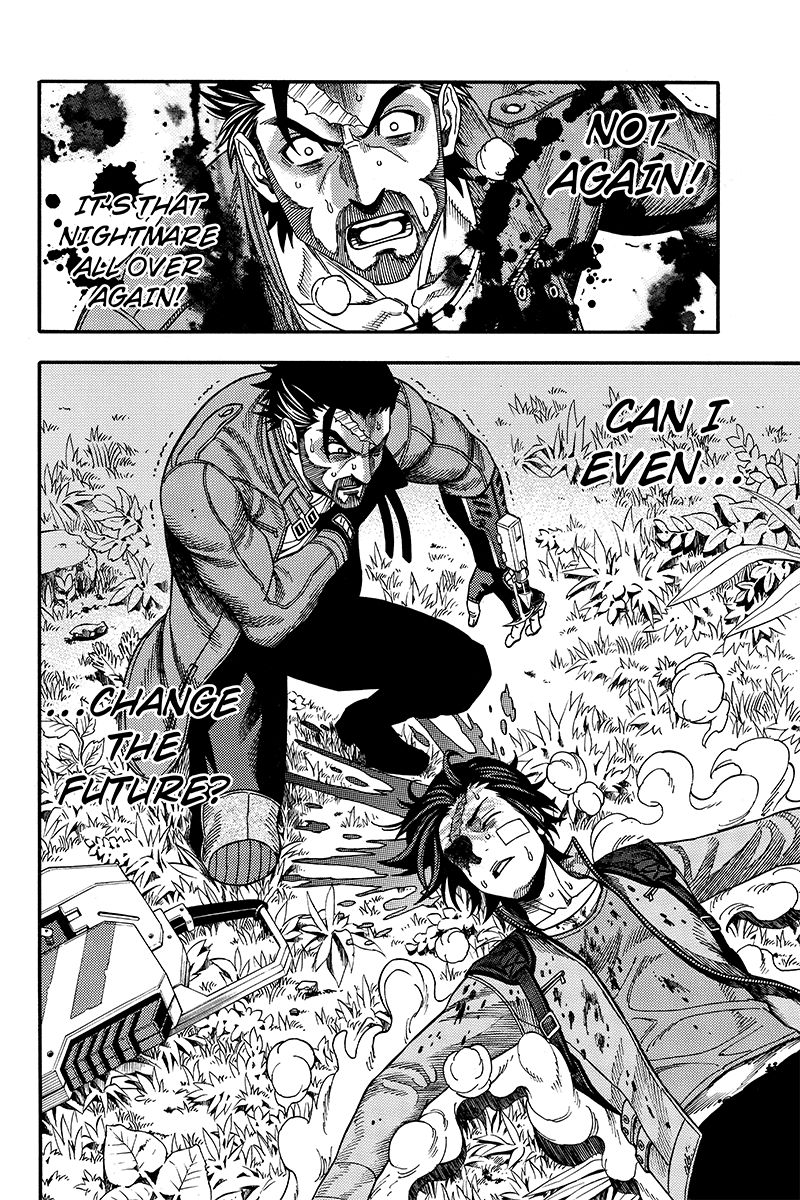 NOT
AGAIN!
IT'S THAT
NIGHTMARE
ALL OVER
AGAIN!
CAN I
EVEN...
...CHANGE
THE
FUTURE?